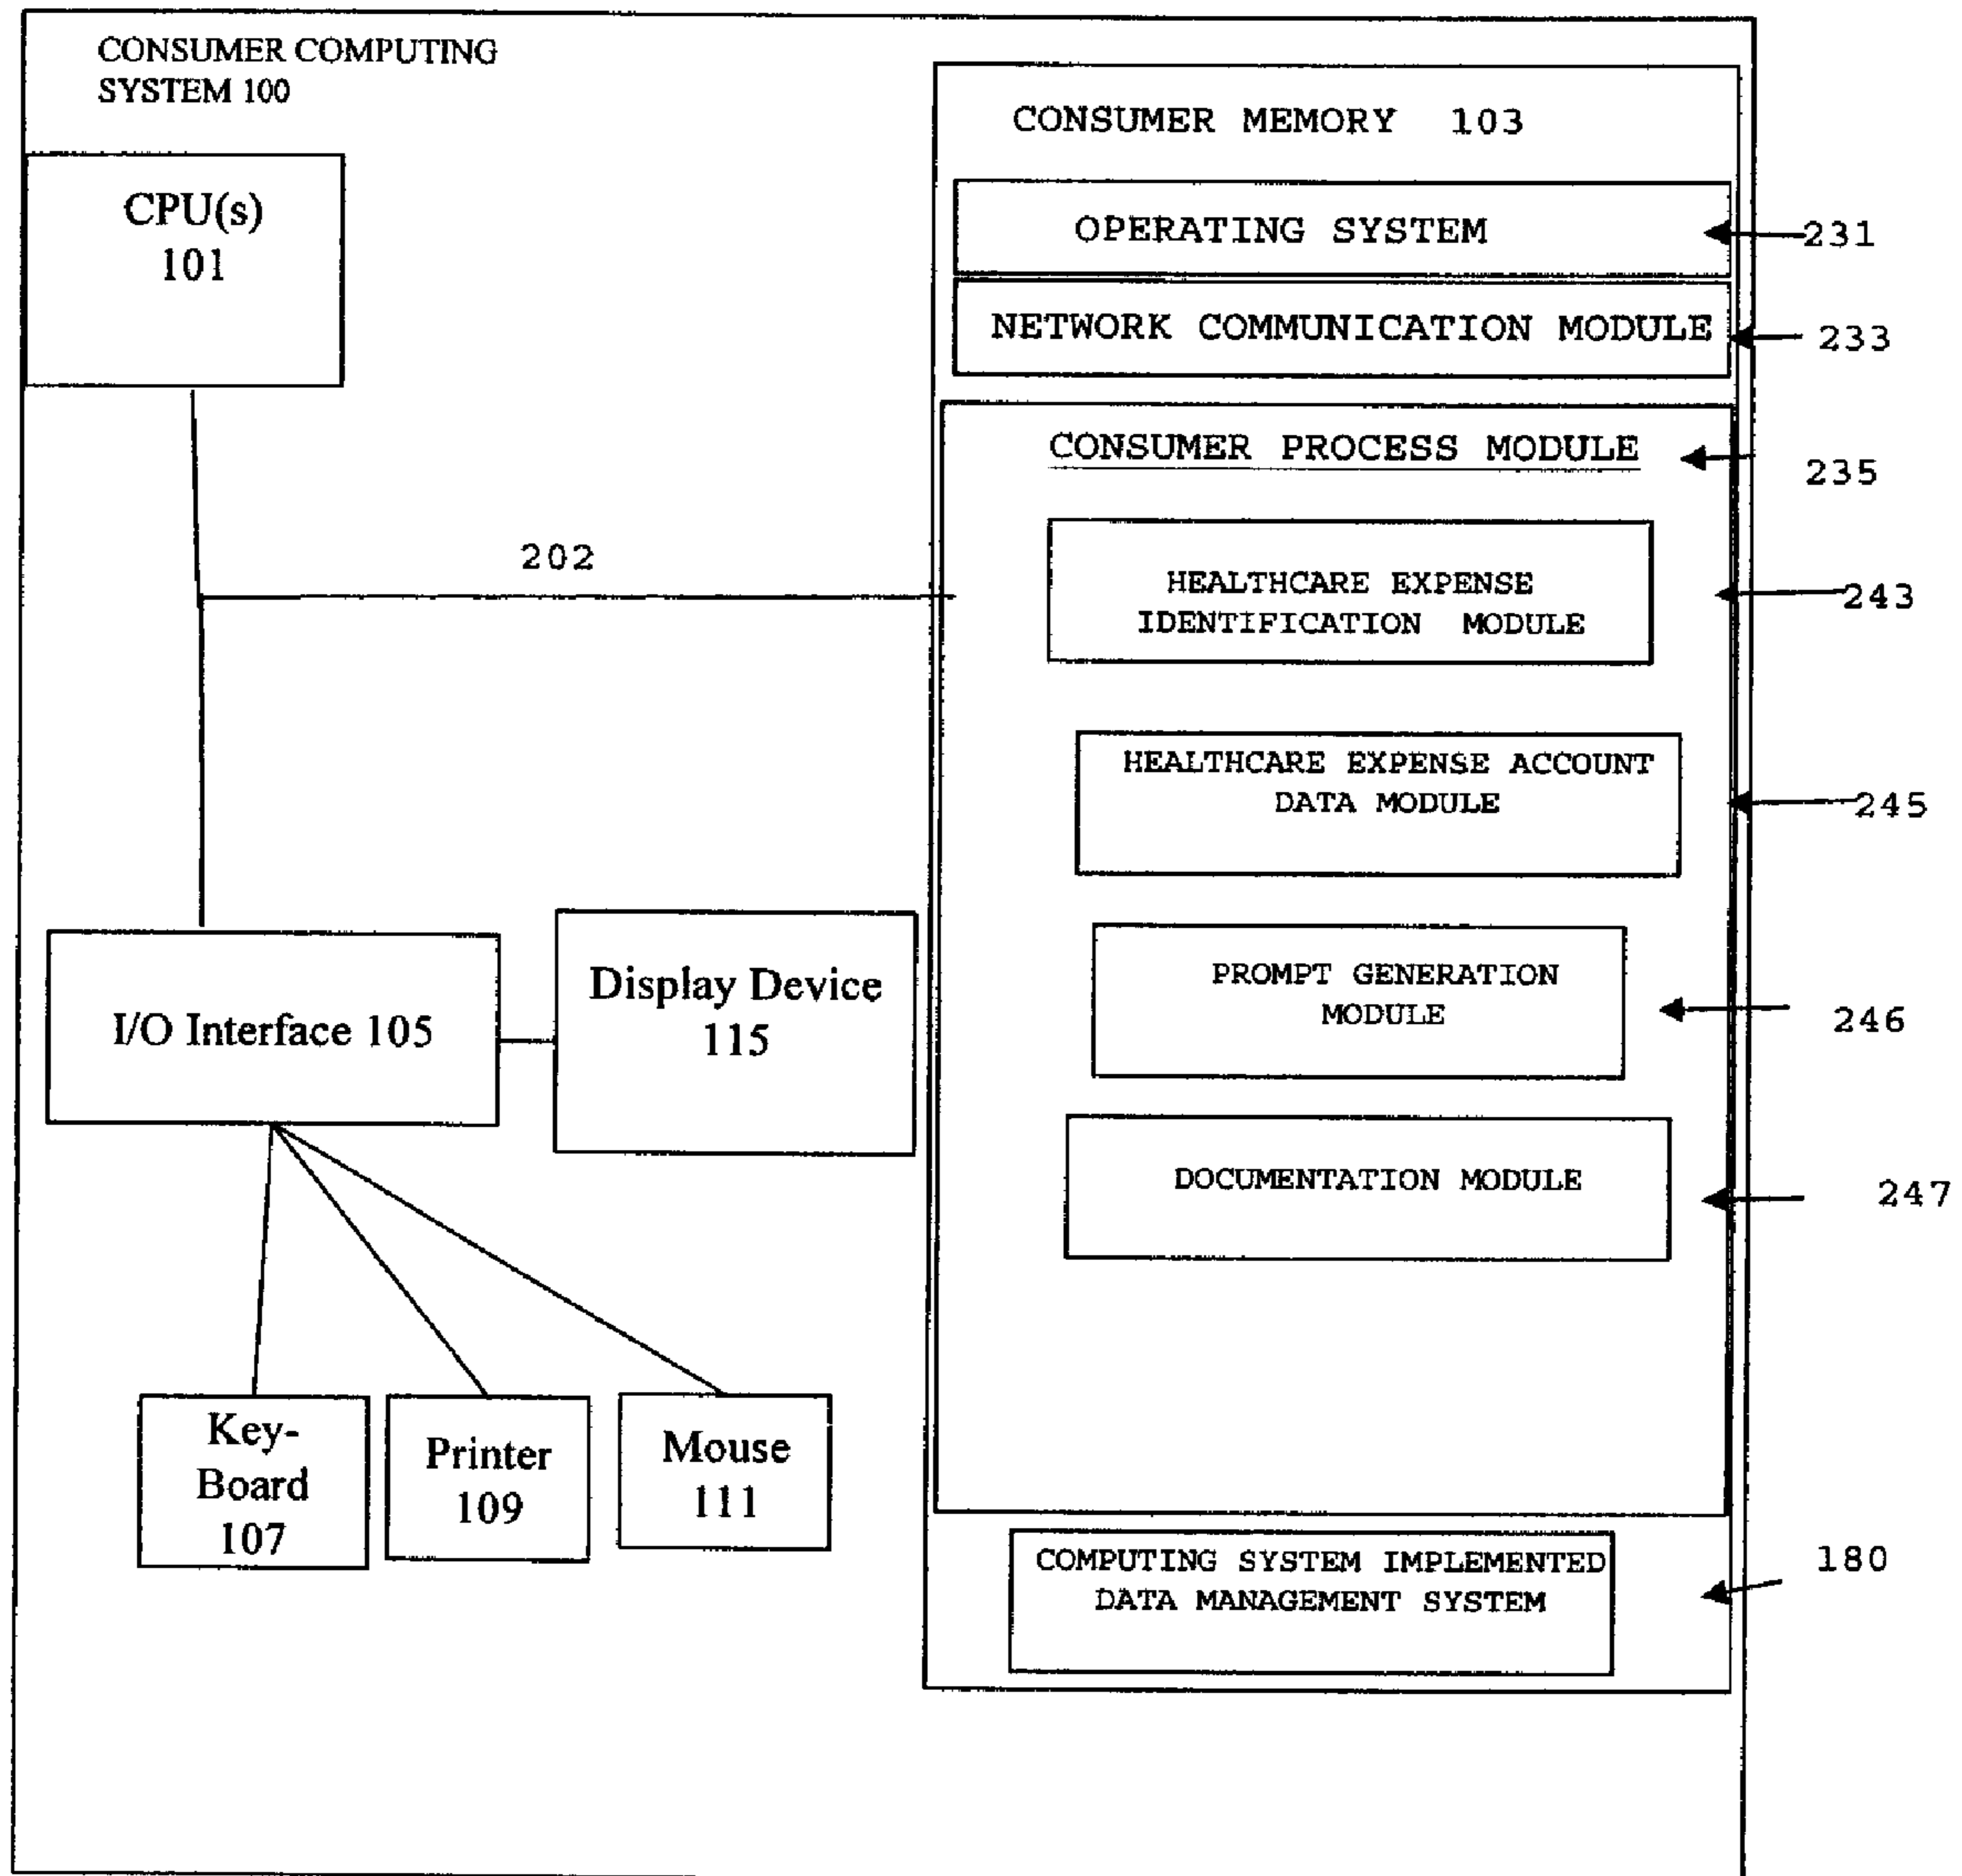 CONSUMER COMPUTING
SYSTEM 100
CPU(s)
101
202
I/O Interface 105
Display Device
115
Key-
Board
107
Printer
109
Mouse
111
CONSUMER MEMORY 103
OPERATING SYSTEM
231
NETWORK COMMUNICATION MODULE
233
CONSUMER PROCESS MODULE
235
HEALTHCARE EXPENSE
IDENTIFICATION MODULE
243
HEALTHCARE EXPENSE ACCOUNT
DATA MODULE
245
PROMPT GENERATION
MODULE
246
DOCUMENTATION MODULE
247
COMPUTING SYSTEM IMPLEMENTED
DATA MANAGEMENT SYSTEM
180